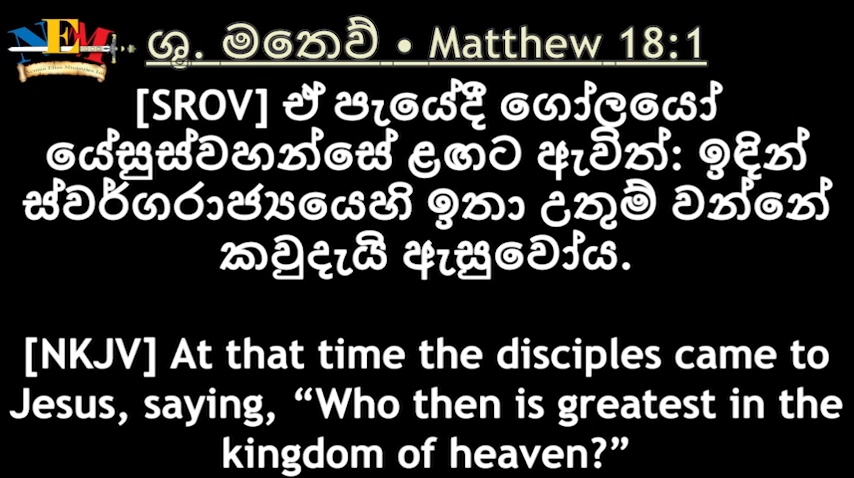 NEM
ශු. මතෙව් • Matthew 18:1
[SROV] ඒ පැයේදී ගෝලයෝ
යේසුස්වහන්සේ ළඟට ඇවිත්: ඉදින්
ස්වර්ගරාජ්‍යයෙහි ඉතා උතුම් වන්නේ
කවුදැයි ඇසුවෝය.
[NKJV] At that time the disciples came to
Jesus, saying, “Who then is greatest in the
kingdom of heaven?”